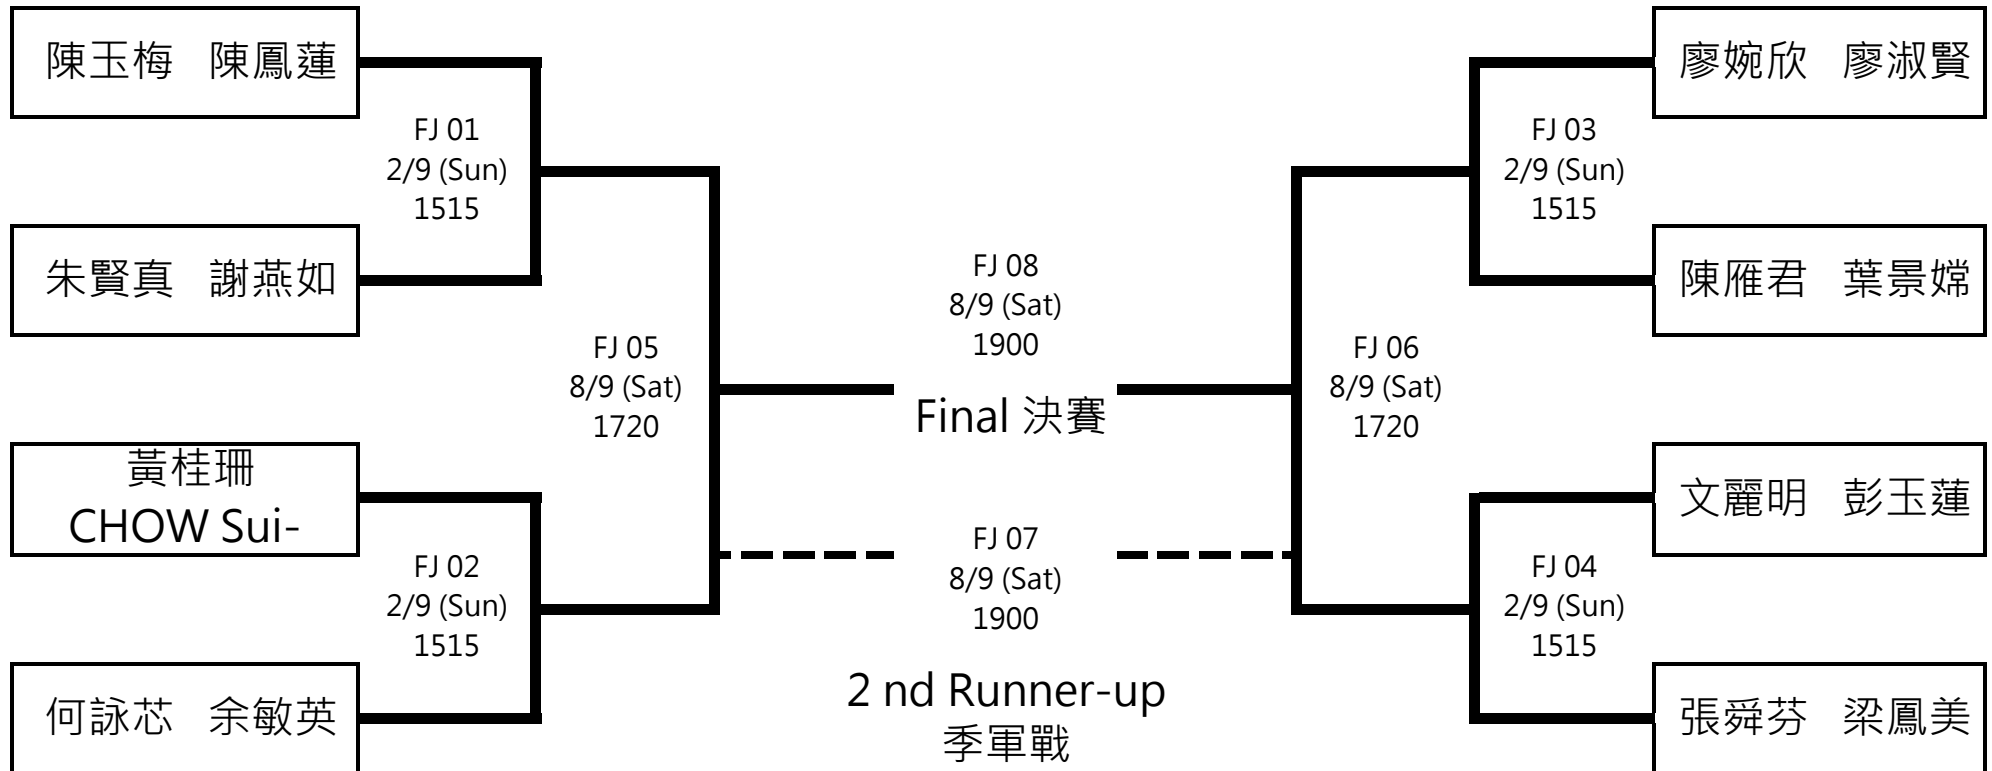 陳玉梅 陳鳳蓮
廖婉欣 廖淑賢
FJ 01
2/9 (Sun)
1515
FJ 03
2/9 (Sun)
1515
朱賢真 謝燕如
陳雁君 葉景嫦
FJ 08
8/9 (Sat)
1900
Final 決賽
FJ 05
8/9 (Sat)
1720
FJ 06
8/9 (Sat)
1720
黃桂珊
CHOW Sui-
文麗明 彭玉蓮
FJ 02
2/9 (Sun)
1515
FJ 07
8/9 (Sat)
1900
FJ 04
2/9 (Sun)
1515
2 nd Runner-up
季軍戰
何詠芯 余敏英
張舜芬 梁鳳美